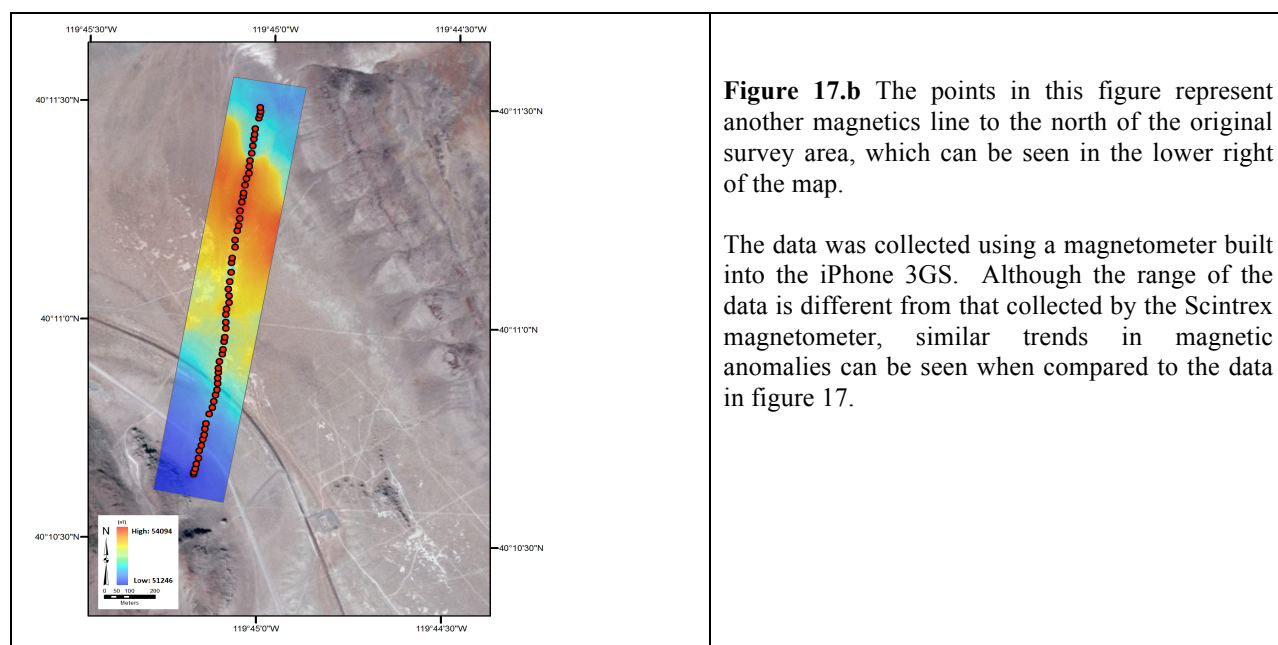 119°45'30"W
119°45'0"W
119°44'30"W
40°11'30"N
40°11'30"N
40°11'0"N
40°11'0"N
40°10'30"N
40°10'30"N
(nT)
N
High: 54094
Low: 51246
0 50 100 200
Meters
119°45'0"W
119°44'30"W
Figure 17.b The points in this figure represent
another magnetics line to the north of the original
survey area, which can be seen in the lower right
of the map.
The data was collected using a magnetometer built
into the iPhone 3GS. Although the range of the
data is different from that collected by the Scintrex
magnetometer, similar trends in magnetic
anomalies can be seen when compared to the data
in figure 17.